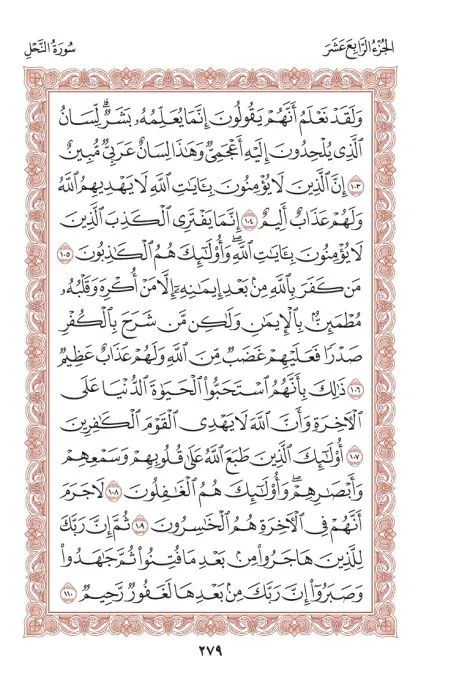 الجُزْءُ الرَّابِعَ عَشَرَ
سُورَةُ النَّحْلِ
وَلَقَدْ نَعْلَمُ أَنَّهُمْ يَقُولُونَ إِنَّمَا يُعَلِّمُهُۥ بَشَرٌۗ لِّسَانُ
ٱلَّذِى يُلْحِدُونَ إِلَيْهِ أَعْجَمِىٌّ وَهَٰذَا لِسَانٌ عَرَبِىٌّ مُّبِينٌ
١٠٣ إِنَّ ٱلَّذِينَ لَا يُؤْمِنُونَ بِـَٔايَٰتِ ٱللَّهِ لَا يَهْدِيهِمُ ٱللَّهُ
وَلَهُمْ عَذَابٌ أَلِيمٌ ١٠٤ إِنَّمَا يَفْتَرِى ٱلْكَذِبَ ٱلَّذِينَ
لَا يُؤْمِنُونَ بِـَٔايَٰتِ ٱللَّهِۖ وَأُو۟لَٰٓئِكَ هُمُ ٱلْكَٰذِبُونَ ١٠٥
مَن كَفَرَ بِٱللَّهِ مِنۢ بَعْدِ إِيمَٰنِهِۦٓ إِلَّا مَنْ أُكْرِهَ وَقَلْبُهُۥ
مُطْمَئِنٌّۢ بِٱلْإِيمَٰنِ وَلَٰكِن مَّن شَرَحَ بِٱلْكُفْرِ
صَدْرًا فَعَلَيْهِمْ غَضَبٌ مِّنَ ٱللَّهِ وَلَهُمْ عَذَابٌ عَظِيمٌ
١٠٦ ذَٰلِكَ بِأَنَّهُمُ ٱسْتَحَبُّوا۟ ٱلْحَيَوٰةَ ٱلدُّنْيَا عَلَى
ٱلْءَاخِرَةِ وَأَنَّ ٱللَّهَ لَا يَهْدِى ٱلْقَوْمَ ٱلْكَٰفِرِينَ
١٠٧ أُو۟لَٰٓئِكَ ٱلَّذِينَ طَبَعَ ٱللَّهُ عَلَىٰ قُلُوبِهِمْ وَسَمْعِهِمْ
وَأَبْصَٰرِهِمْۖ وَأُو۟لَٰٓئِكَ هُمُ ٱلْغَٰفِلُونَ ١٠٨ لَا جَرَمَ
أَنَّهُمْ فِى ٱلْءَاخِرَةِ هُمُ ٱلْخَٰسِرُونَ ١٠٩ ثُمَّ إِنَّ رَبَّكَ
لِلَّذِينَ هَاجَرُوا۟ مِنۢ بَعْدِ مَا فُتِنُوا۟ ثُمَّ جَٰهَدُوا۟
وَصَبَرُوٓا۟ إِنَّ رَبَّكَ مِنۢ بَعْدِهَا لَغَفُورٌ رَّحِيمٌ ١١٠
٢٧٩